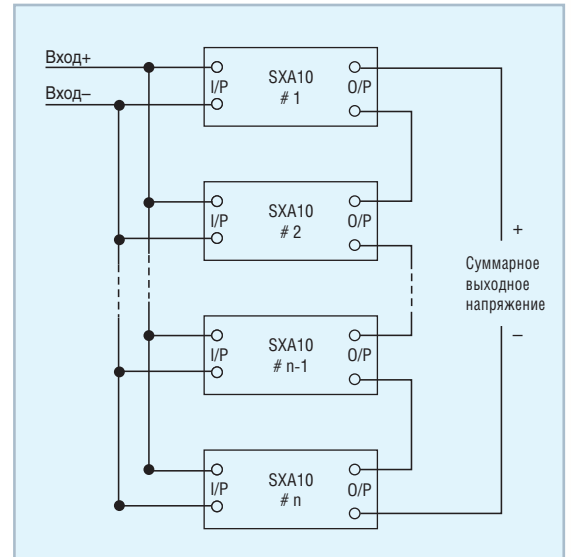 Вход+
Вход–
I/P
SXA10
# 1
O/P
I/P
SXA10
# 2
O/P
+
Суммарное
выходное
напряжение
–
I/P
SXA10
# n-1
O/P
I/P
SXA10
# n
O/P